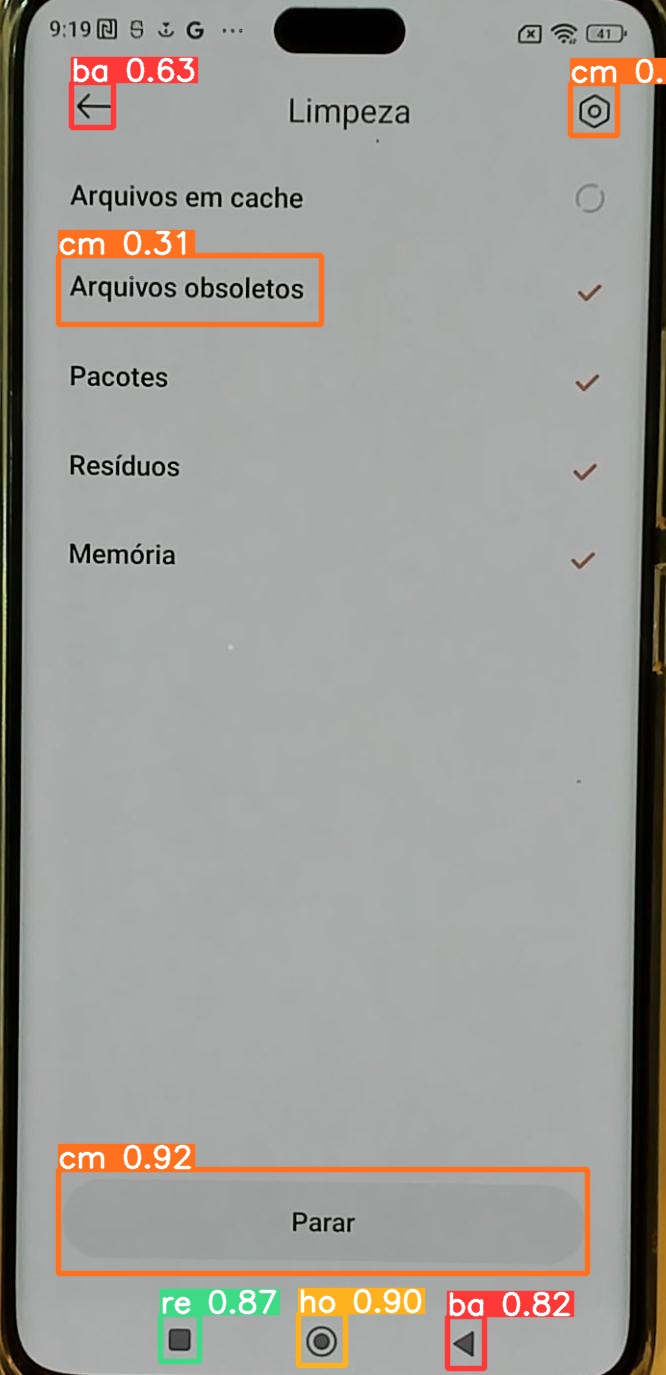 9:19 G ... 41
ba 0.63
cm 0.
Limpeza
Arquivos em cache
cm 0.31
Arquivos obsoletos
Pacotes
Resíduos
Memória
cm 0.92
Parar
re 0.87 ho 0.90 ba 0.82